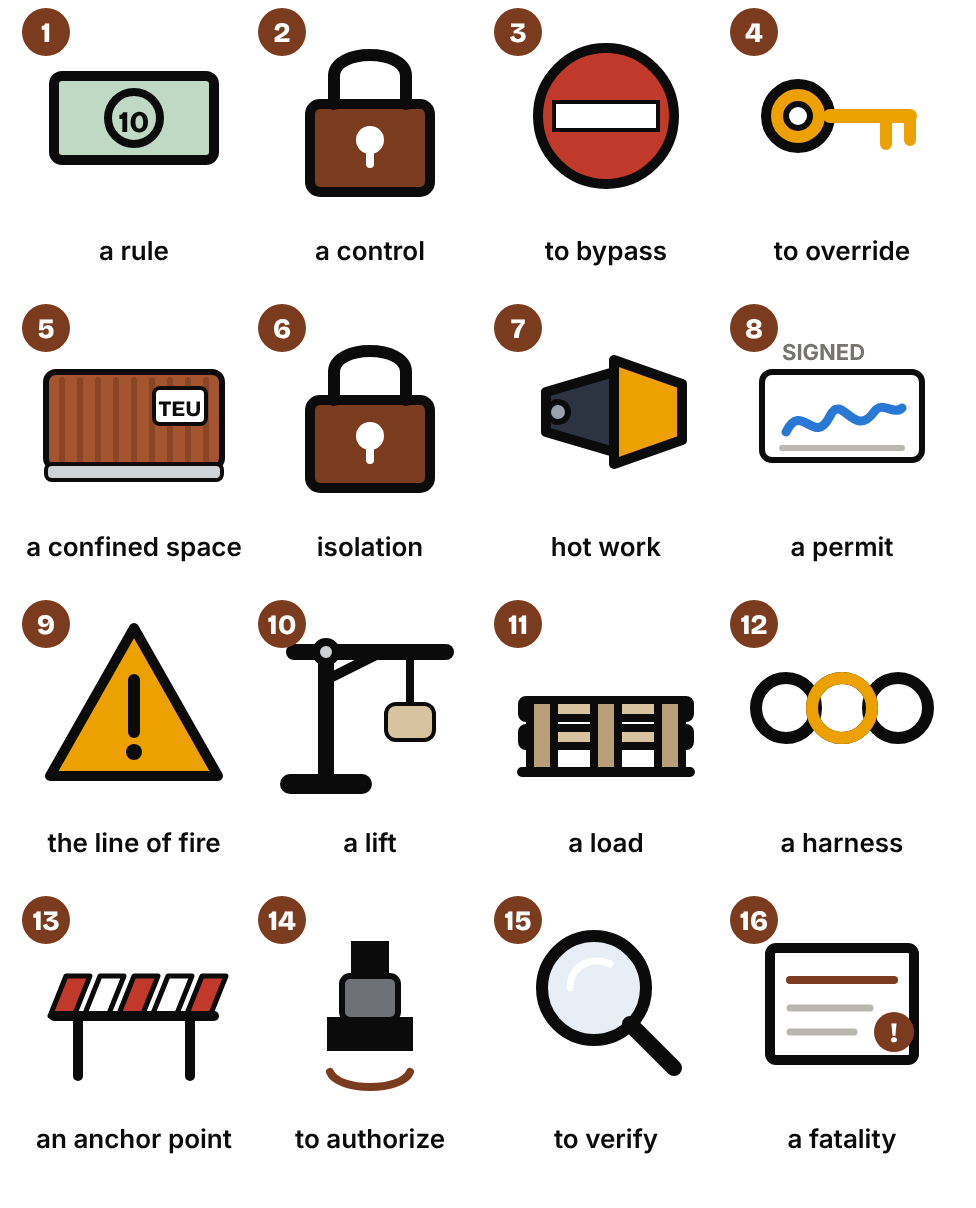 1
2
3
4
10
a rule
a control
to bypass
to override
5
6
7
8
SIGNED
TEU
a confined space
isolation
hot work
a permit
9
10
11
12
!
the line of fire
a lift
a load
a harness
13
14
15
16
!
an anchor point
to authorize
to verify
a fatality